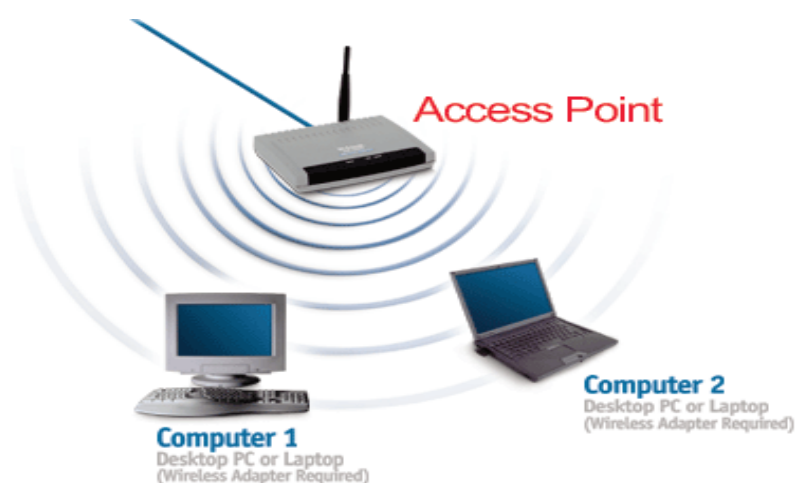 Access Point
Computer 1
Desktop PC or Laptop
(Wireless Adapter Required)
Computer 2
Desktop PC or Laptop
(Wireless Adapter Required)